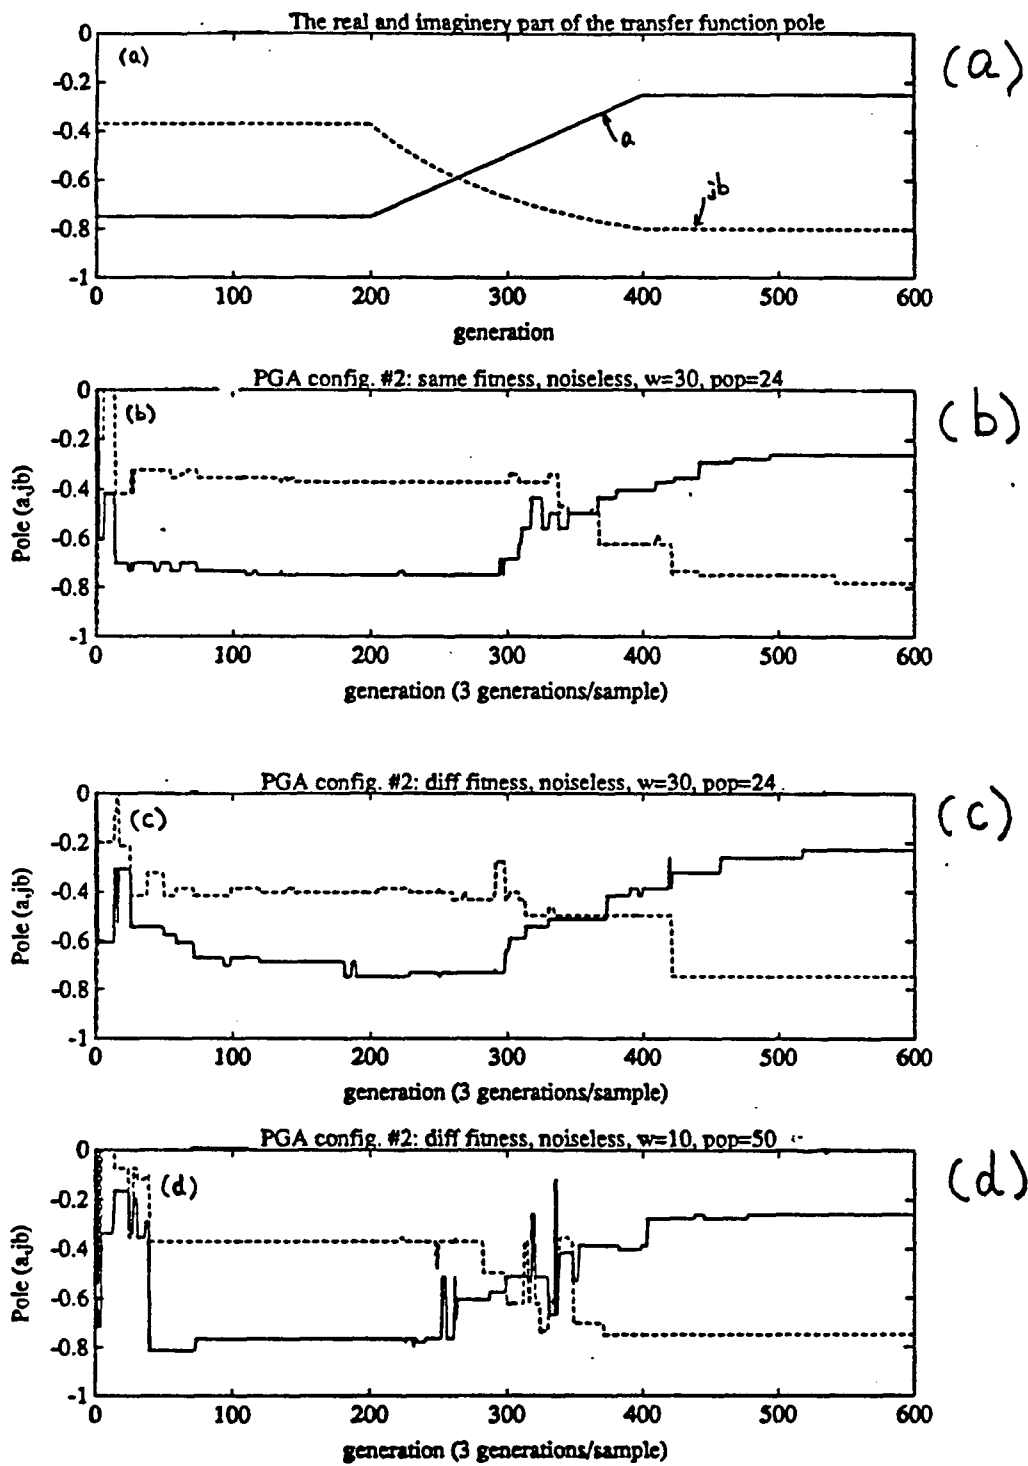 The real and imaginery part of the transfer function pole
(a)
(a)
0
-0.2
-0.4
-0.6
-0.8
-1
a
jb
0 100 200 300 400 500 600
generation
PGA config. #2: same fitness, noiseless, w=30, pop=24
(b)
(b)
Pole (a,jb)
0
-0.2
-0.4
-0.6
-0.8
-1
0 100 200 300 400 500 600
generation (3 generations/sample)
PGA config. #2: diff fitness, noiseless, w=30, pop=24
(c)
(c)
Pole (a,jb)
0
-0.2
-0.4
-0.6
-0.8
-1
0 100 200 300 400 500 600
generation (3 generations/sample)
PGA config. #2: diff fitness, noiseless, w=10, pop=50
(d)
(d)
Pole (a,jb)
0
-0.2
-0.4
-0.6
-0.8
-1
0 100 200 300 400 500 600
generation (3 generations/sample)